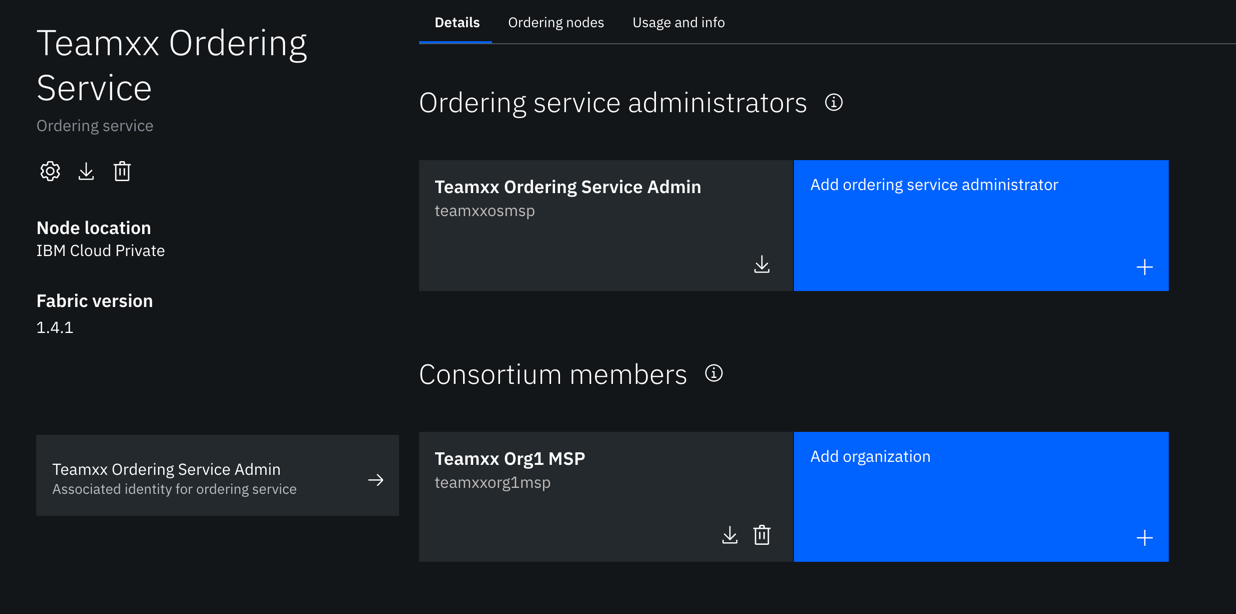 Teamxx Ordering
Service
Ordering service
Node location
IBM Cloud Private
Fabric version
1.4.1
Teamxx Ordering Service Admin
Associated identity for ordering service
Details
Ordering nodes
Usage and info
Ordering service administrators
Teamxx Ordering Service Admin
teamxxosmsp
Add ordering service administrator
Consortium members
Teamxx Org1 MSP
teamxxorg1msp
Add organization